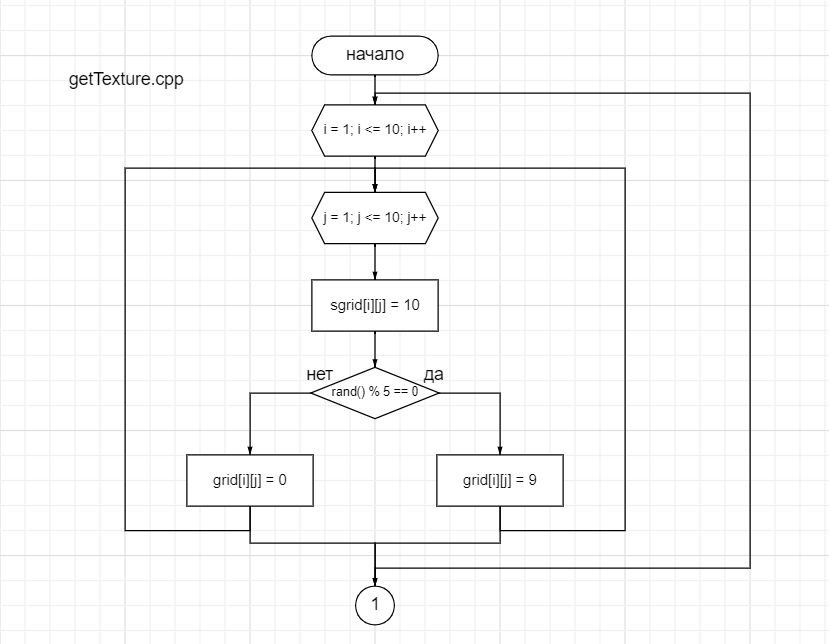 начало
getTexture.cpp
i = 1; i <= 10; i++
j = 1; j <= 10; j++
sgrid[i][j] = 10
нет
да
rand() % 5 == 0
grid[i][j] = 0
grid[i][j] = 9
1